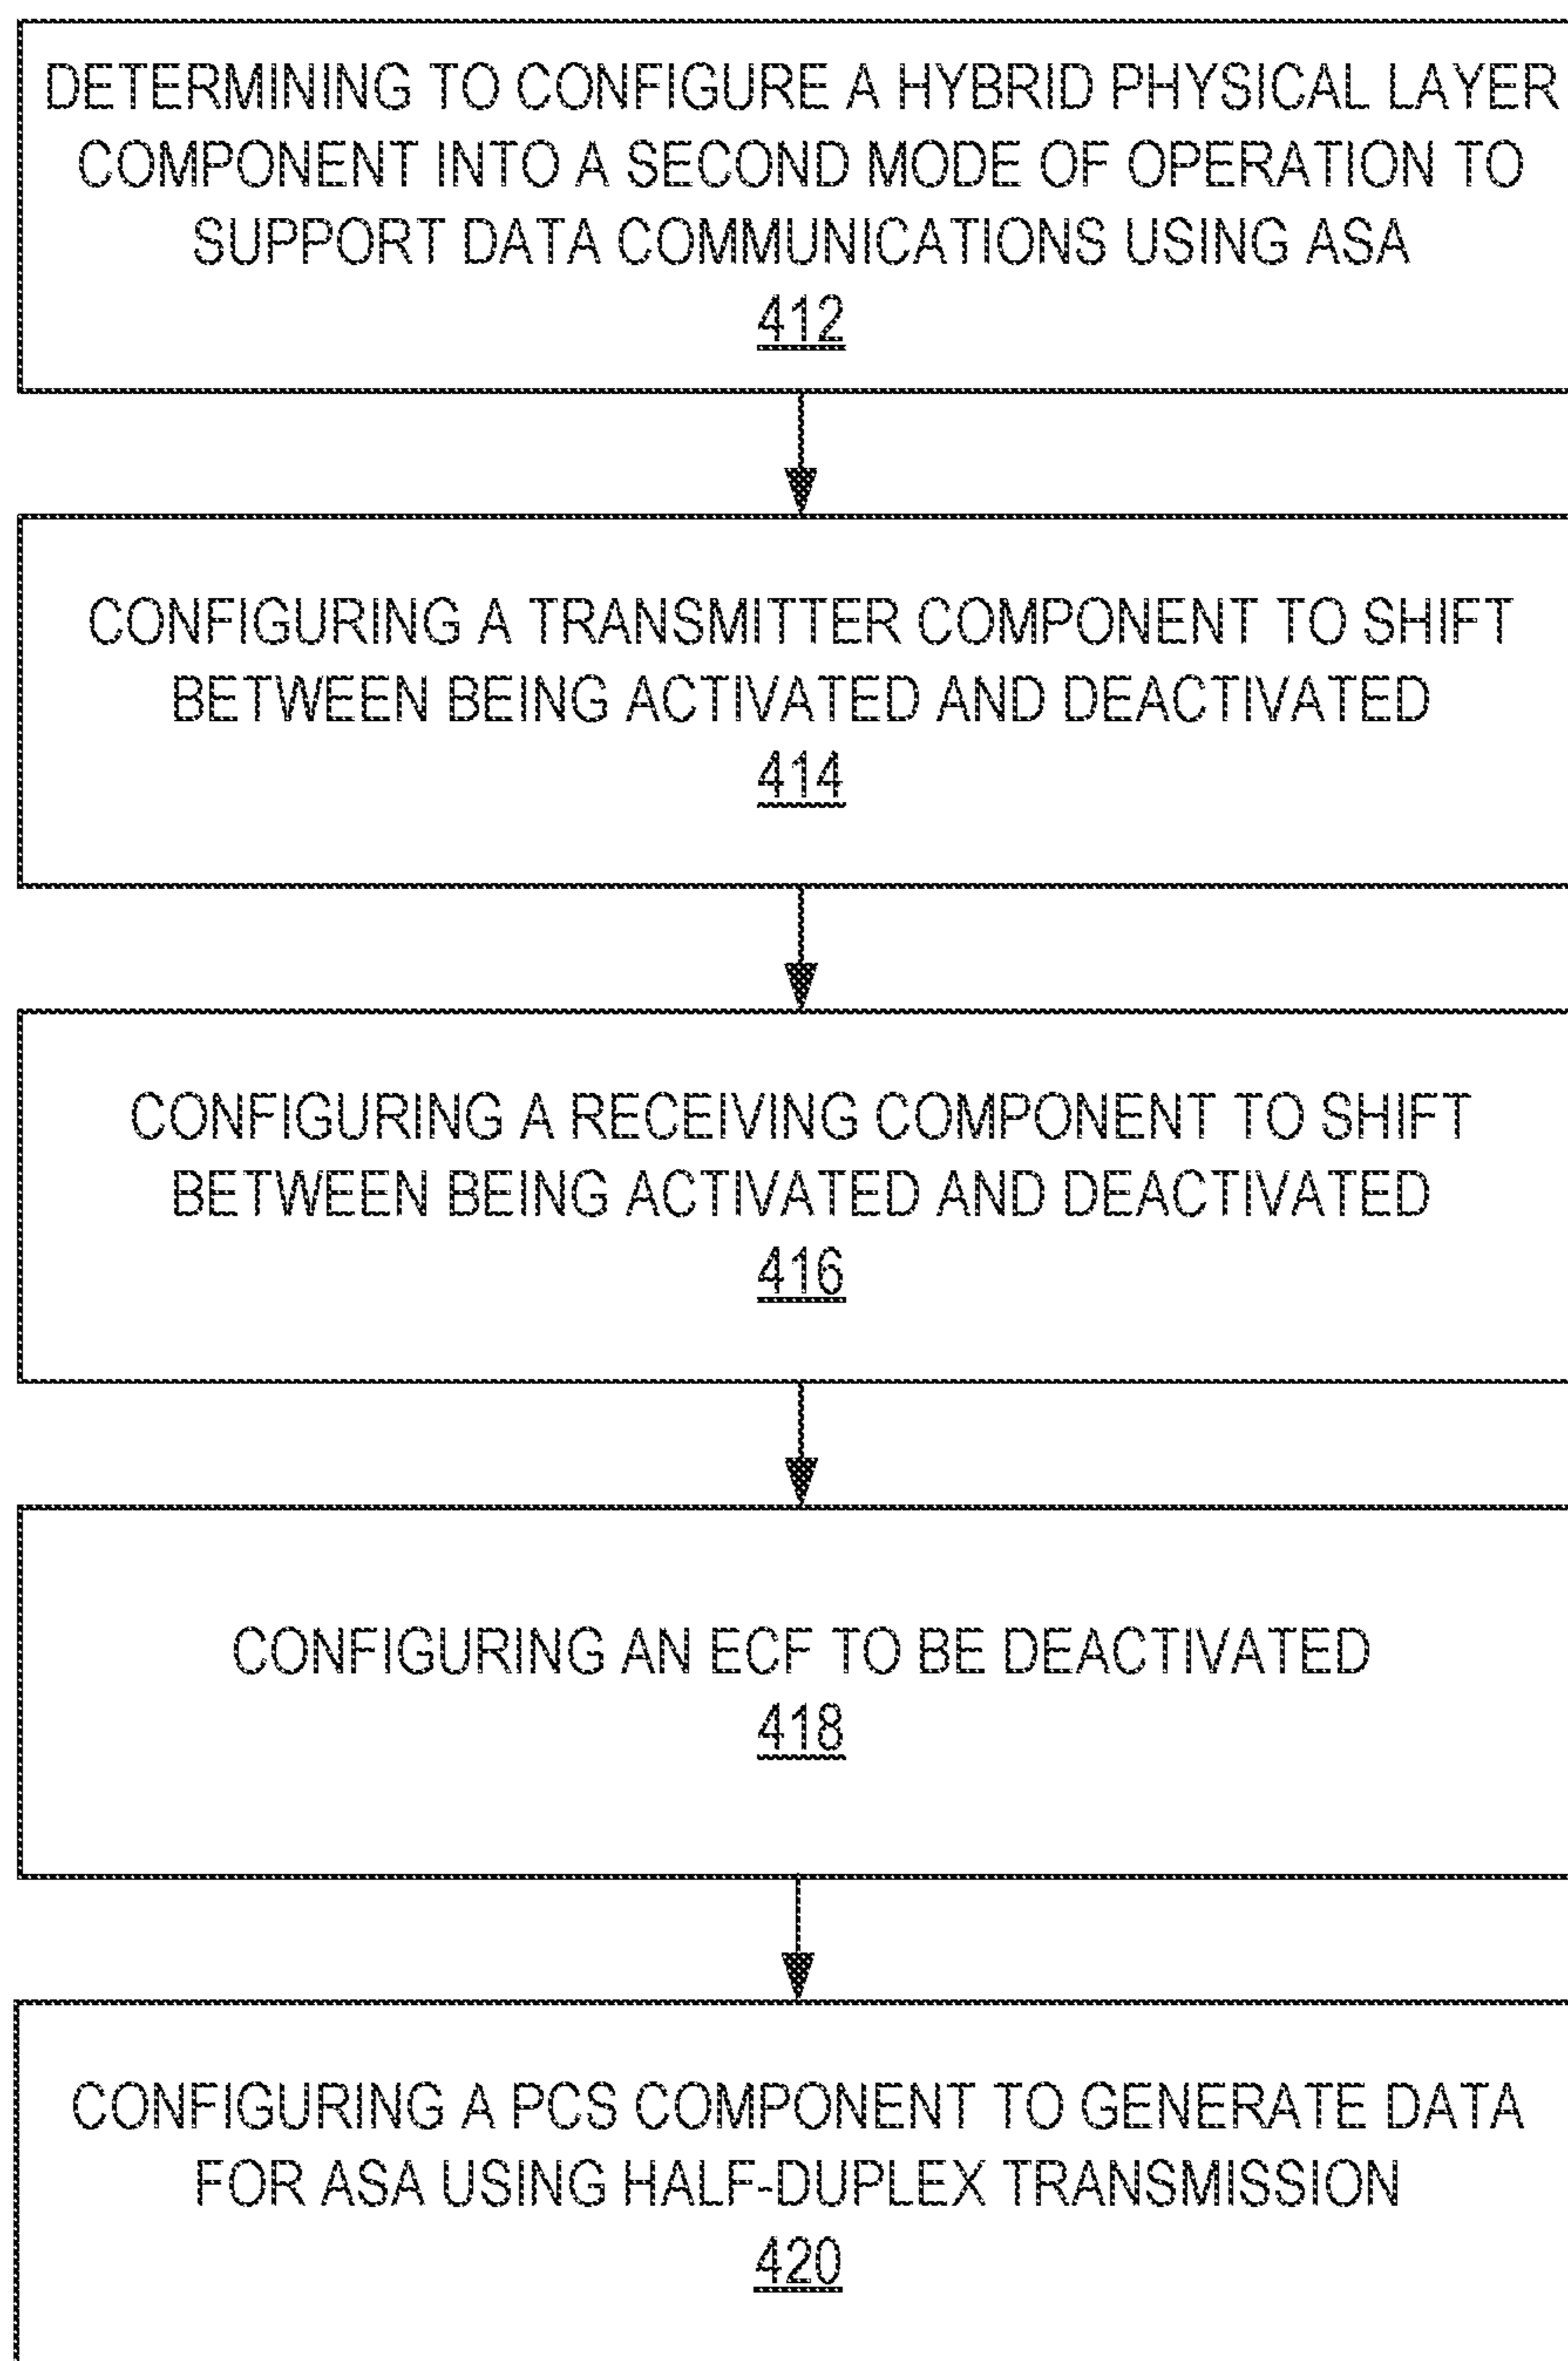 DETERMINING TO CONFIGURE A HYBRID PHYSICAL LAYER
COMPONENT INTO A SECOND MODE OF OPERATION TO
SUPPORT DATA COMMUNICATIONS USING ASA
412
CONFIGURING A TRANSMITTER COMPONENT TO SHIFT
BETWEEN BEING ACTIVATED AND DEACTIVATED
414
CONFIGURING A RECEIVING COMPONENT TO SHIFT
BETWEEN BEING ACTIVATED AND DEACTIVATED
416
CONFIGURING AN ECF TO BE DEACTIVATED
418
CONFIGURING A PCS COMPONENT TO GENERATE DATA
FOR ASA USING HALF-DUPLEX TRANSMISSION
420